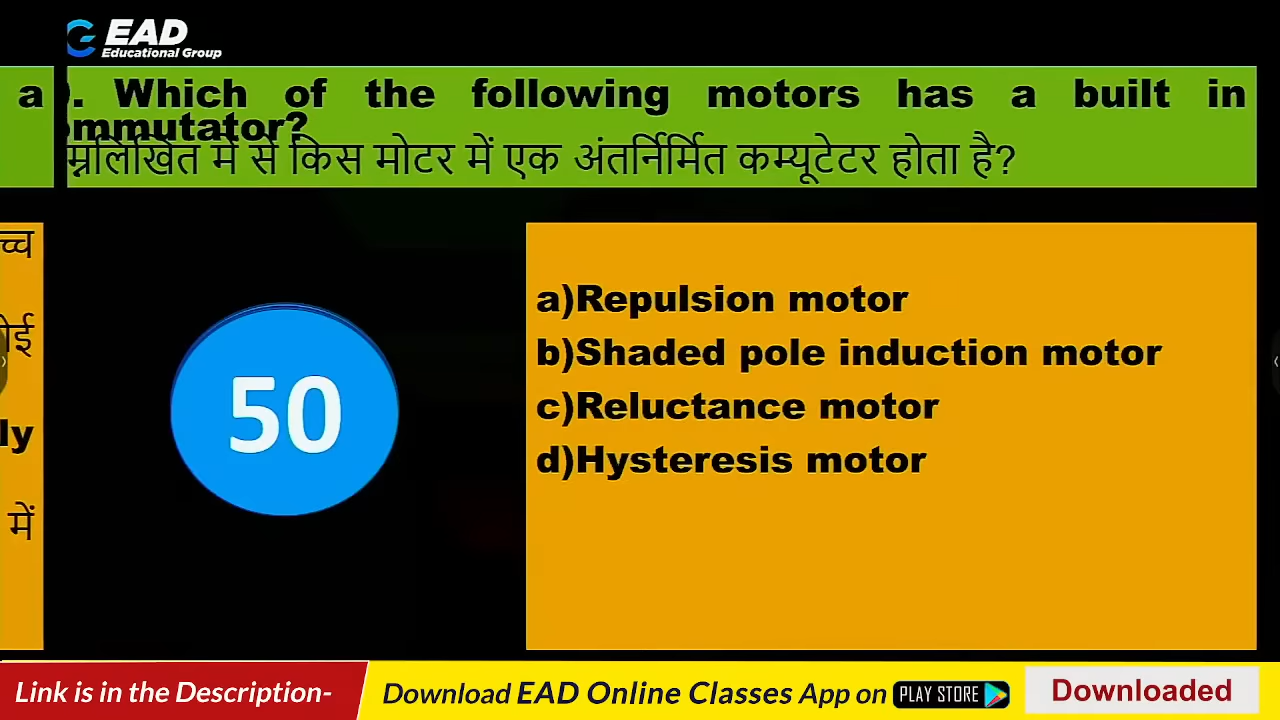 EAD
Educational Group
a
. Which of the following motors has a built in
ommutator?
म्नलिखित में से किस मोटर में एक अंतर्निर्मित कम्यूटेटर होता है?
च्च
ोई
ly
में
50
a)Repulsion motor
b)Shaded pole induction motor
c)Reluctance motor
d)Hysteresis motor
Link is in the Description-
Download EAD Online Classes App on PLAY STORE
Downloaded